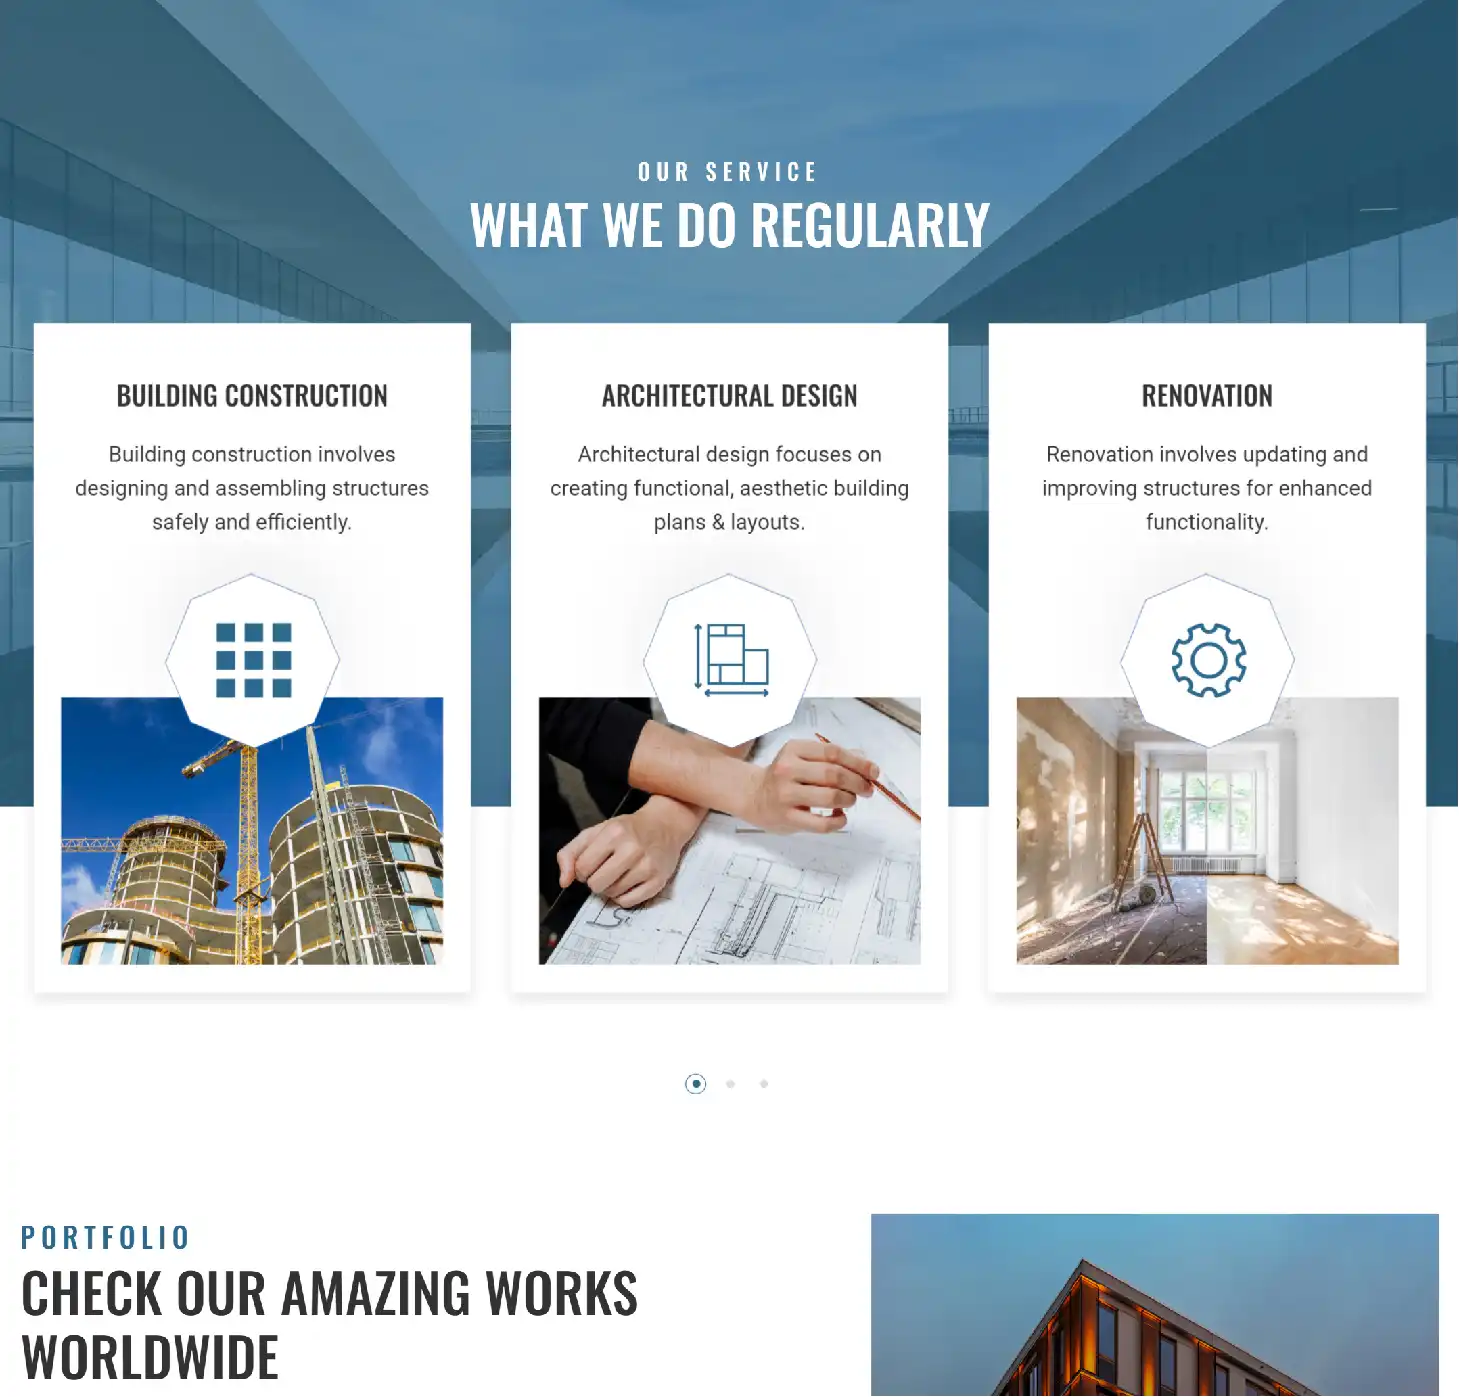 OUR SERVICE
WHAT WE DO REGULARLY
BUILDING CONSTRUCTION
Building construction involves
designing and assembling structures
safely and efficiently.
ARCHITECTURAL DESIGN
Architectural design focuses on
creating functional, aesthetic building
plans & layouts.
RENOVATION
Renovation involves updating and
improving structures for enhanced
functionality.
PORTFOLIO
CHECK OUR AMAZING WORKS
WORLDWIDE